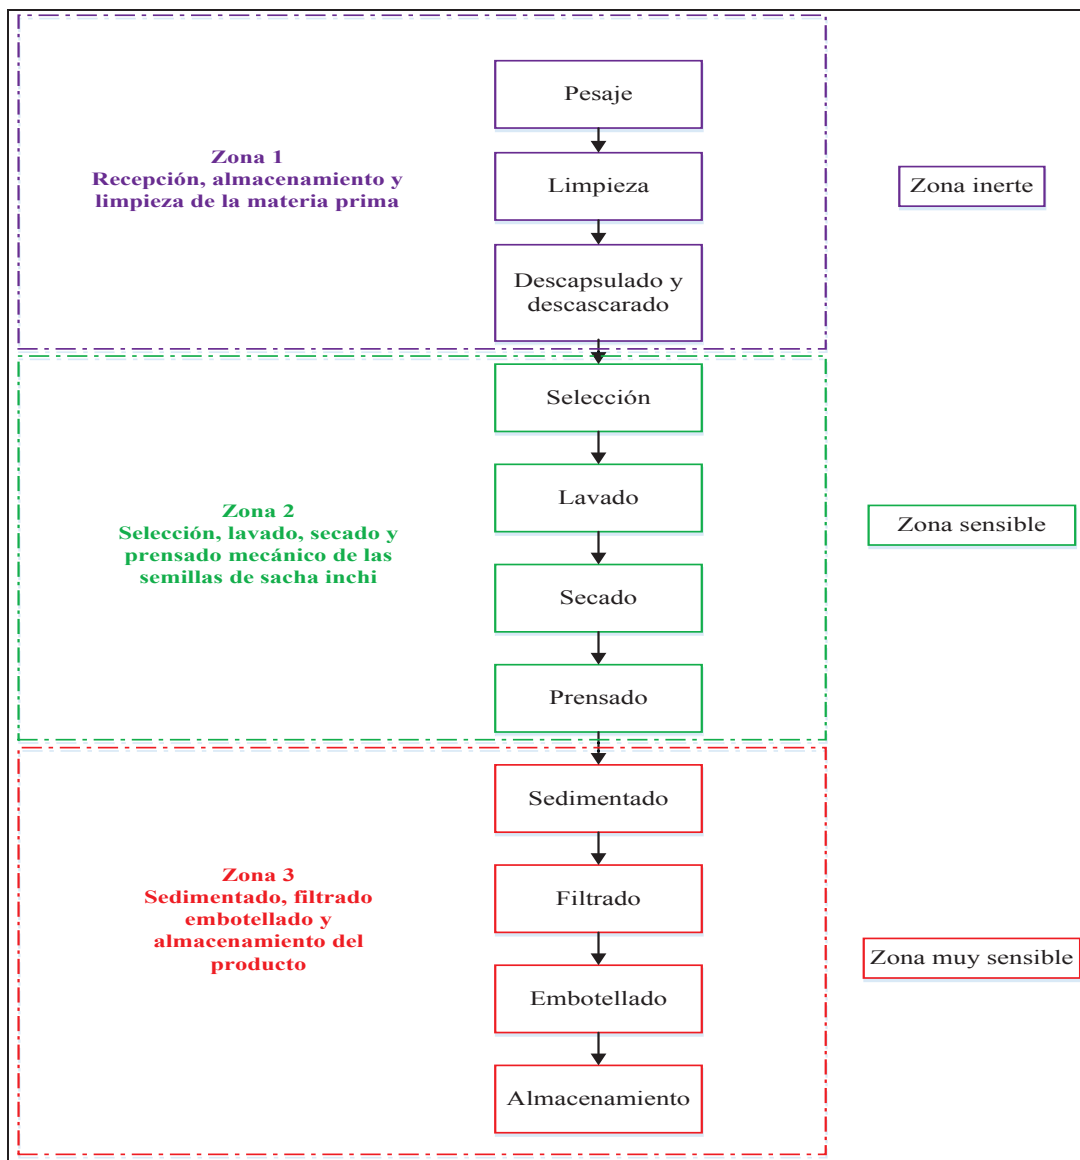 Pesaje
Zona 1
Recepción, almacenamiento y
limpieza de la materia prima
Limpieza
Zona inerte
Descapsulado y
descascarado
Selección
Zona 2
Selección, lavado, secado y
prensado mecánico de las
semillas de sacha inchi
Lavado
Zona sensible
Secado
Prensado
Sedimentado
Zona 3
Sedimentado, filtrado
embotellado y
almacenamiento del
producto
Filtrado
Zona muy sensible
Embotellado
Almacenamiento